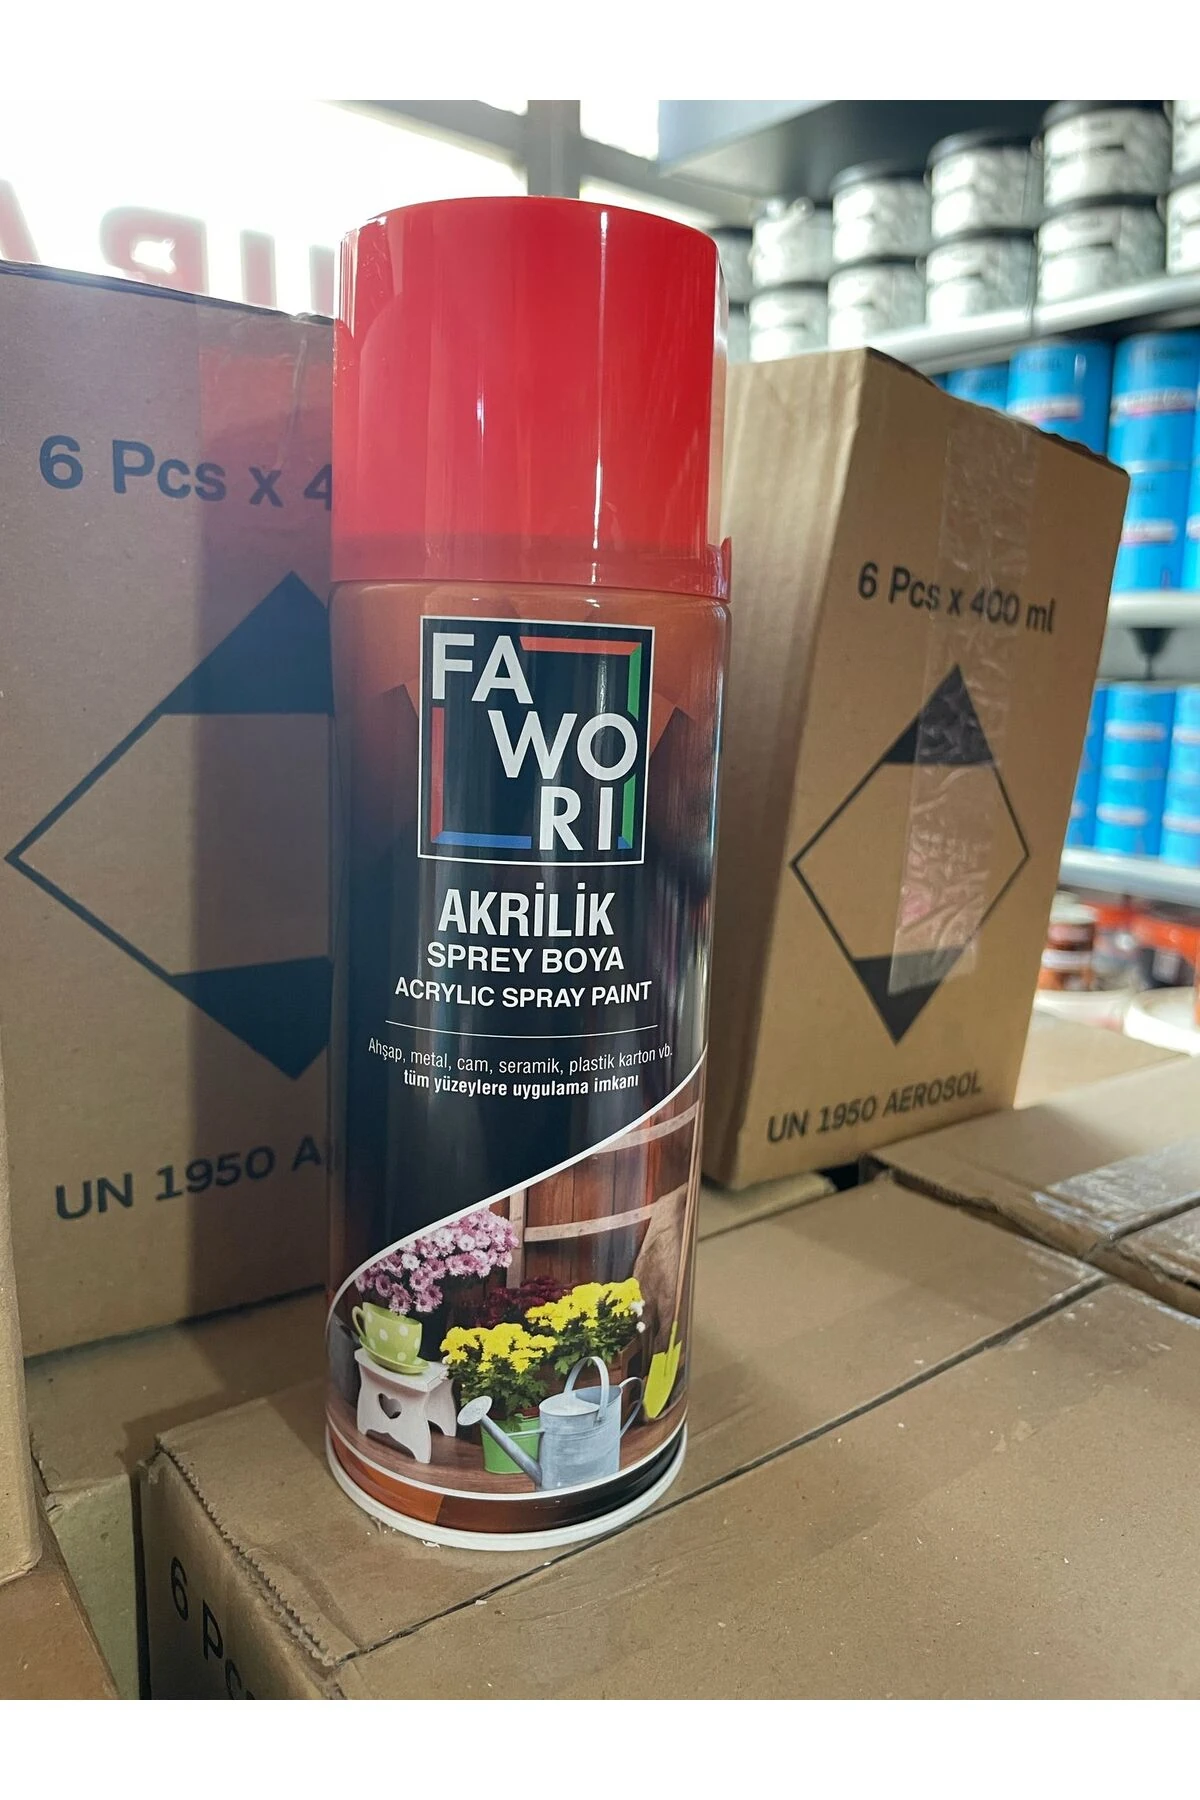 6 Pcs x 4
UN 1950 A
FA
WO
RI
AKRİLİK
SPREY BOYA
ACRYLIC SPRAY PAINT
Ahşap, metal, cam, seramik, plastik karton vb.
tüm yüzeylere uygulama imkanı
6 Pcs x 400 ml
UN 1950 AEROSOL
6 Pc